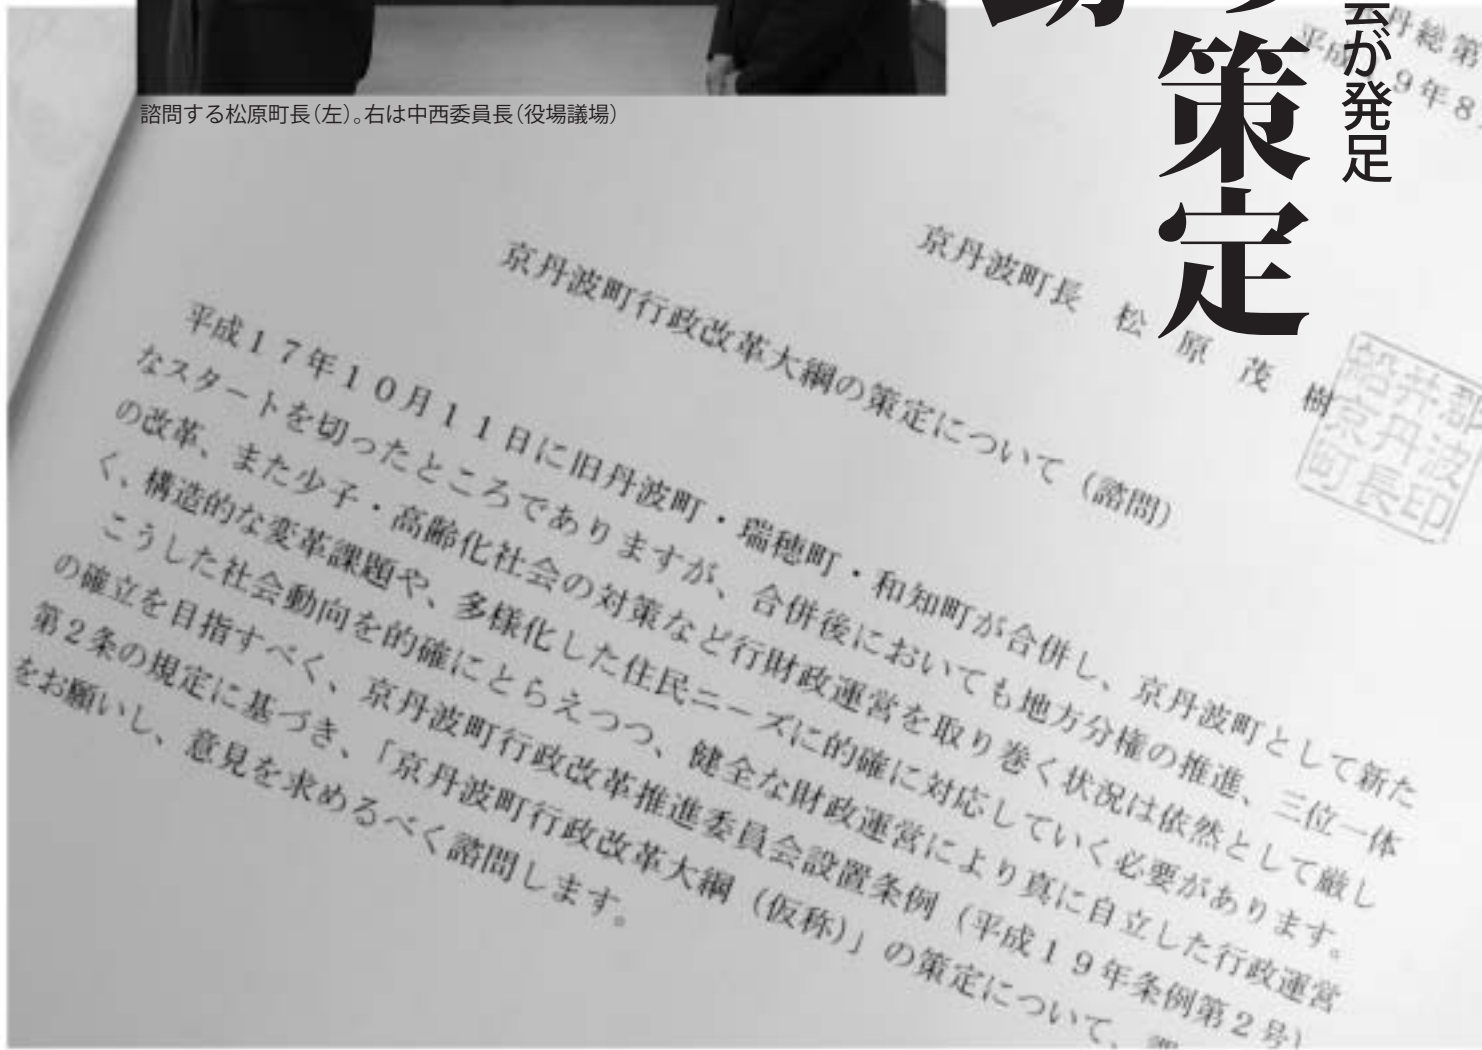 会が発足
策定
諮問する松原町長(左)。右は中西委員長(役場議場)
丹総第
平成19年8
京丹波町長 松原茂樹
船井郡
京丹波
町長印
京丹波町行政改革大綱の策定について(諮問)
平成17年10月11日に旧丹波町・瑞穂町・和知町が合併し、京丹波町として新た
なスタートを切ったところでありますが、合併後においても地方分権の推進、三位一体
の改革、また少子・高齢化社会の対策など行財政運営を取り巻く状況は依然として厳し
く、構造的な変革課題や、多様化した住民ニーズに的確に対応していく必要があります。
こうした社会動向を的確にとらえつつ、健全な財政運営により真に自立した行政運営
の確立を目指すべく、京丹波町行政改革推進委員会設置条例(平成19年条例第2号)
第2条の規定に基づき、「京丹波町行政改革大綱(仮称)」の策定について、
をお願いし、意見を求めるべく諮問します。